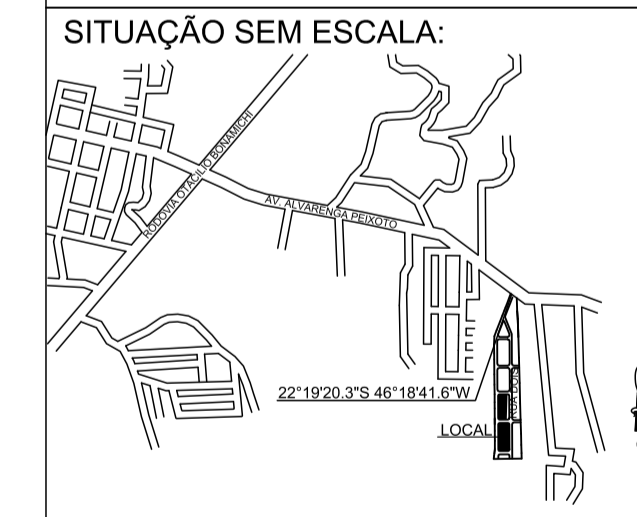 SITUAÇÃO SEM ESCALA:
RODOVIA OTACILIO BONAMICHI
AV. ALVARENGA PEIXOTO
22°19'20.3"S 46°18'41.6"W
RUA DOIS
LOCAL